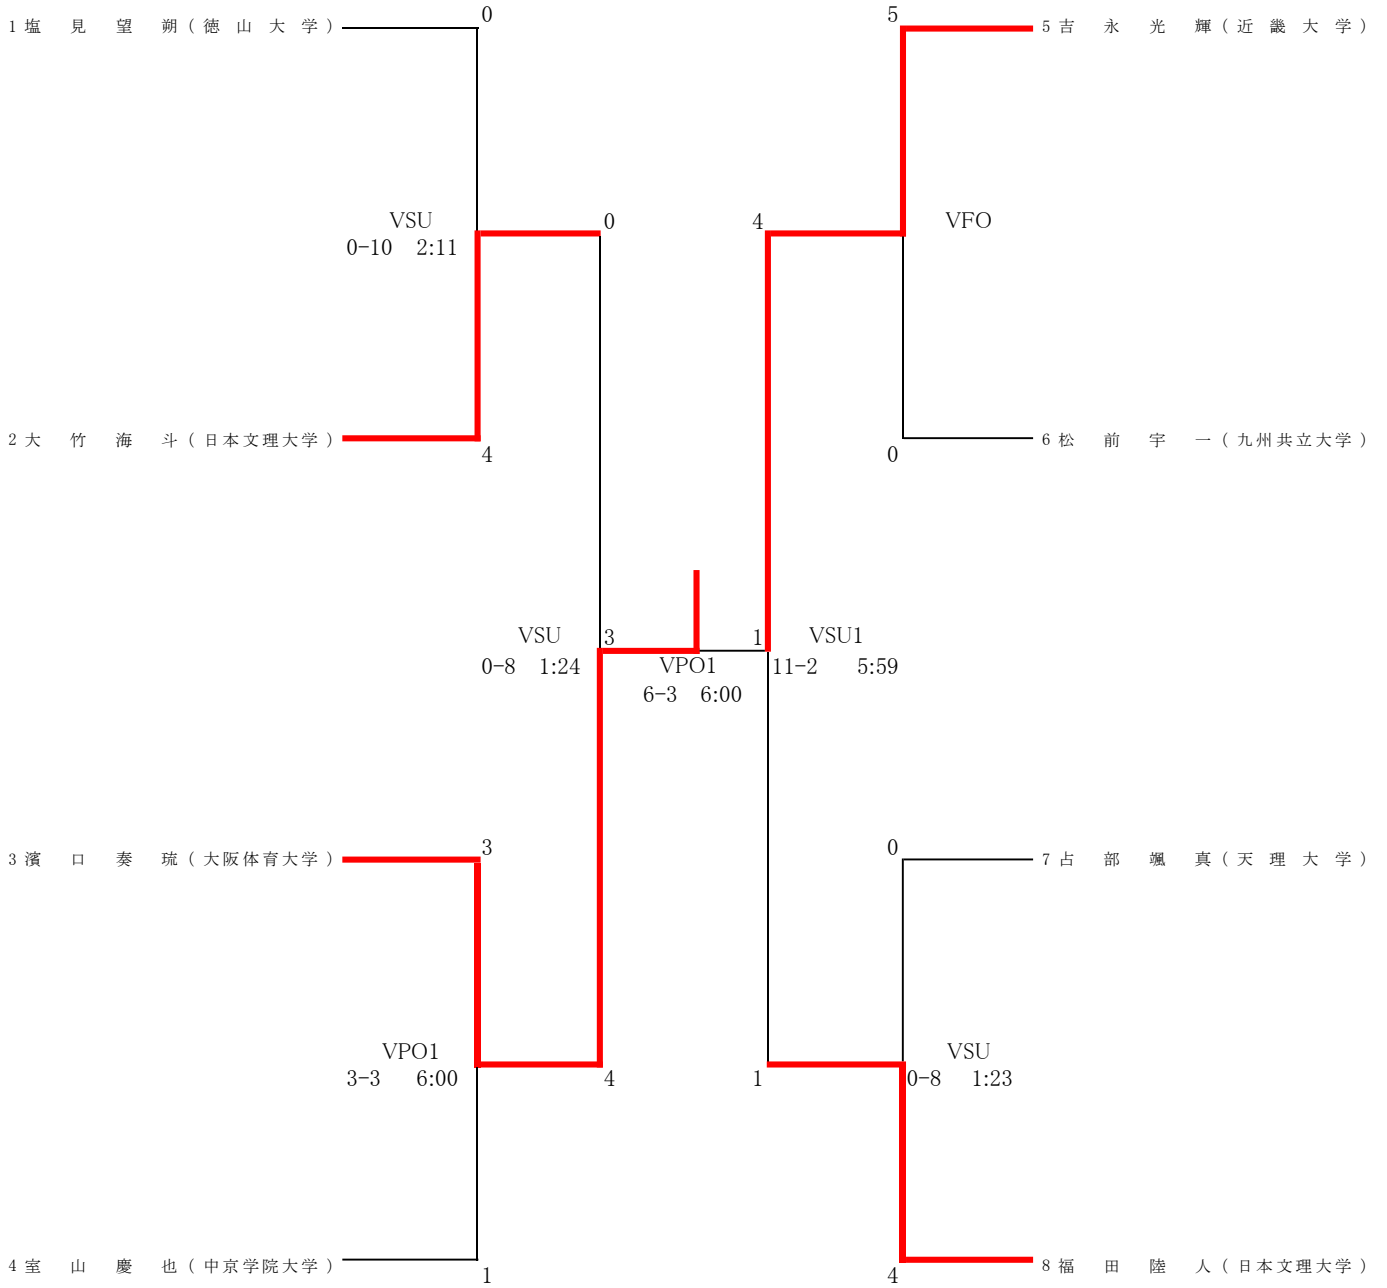 1 塩見望朔(徳山大学)
0
5
5 吉永光輝(近畿大学)
VSU
0-10 2:11
0
4
VFO
2 大竹海斗(日本文理大学)
4
0
6 松前宇一(九州共立大学)
VSU
0-8 1:24
3
VPO1
6-3 6:00
1
VSU1
11-2 5:59
3 濱口奏琉(大阪体育大学)
3
0
7 占部颯真(天理大学)
VPO1
3-3 6:00
4
1
VSU
0-8 1:23
4 室山慶也(中京学院大学)
1
4
8 福田陸人(日本文理大学)